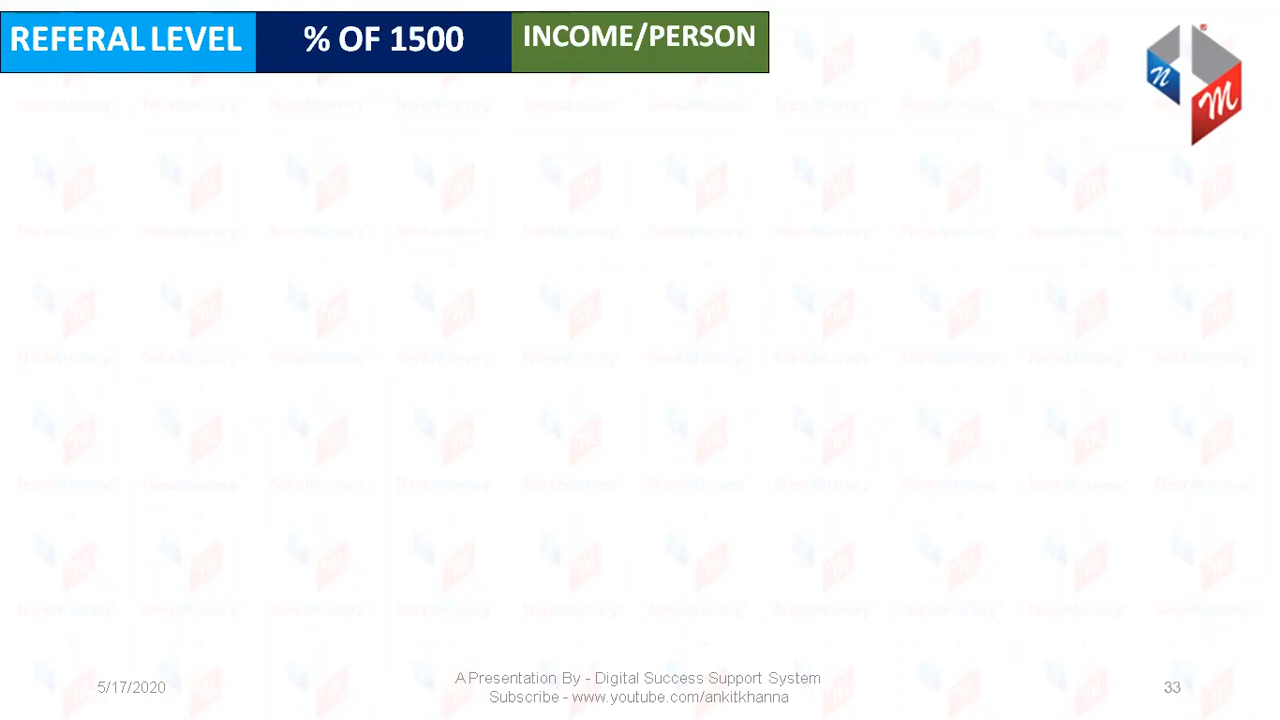 REFERAL LEVEL % OF 1500 INCOME/PERSON
n
m
5/17/2020
A Presentation By - Digital Success Support System
Subscribe - www.youtube.com/ankitkhanna
33